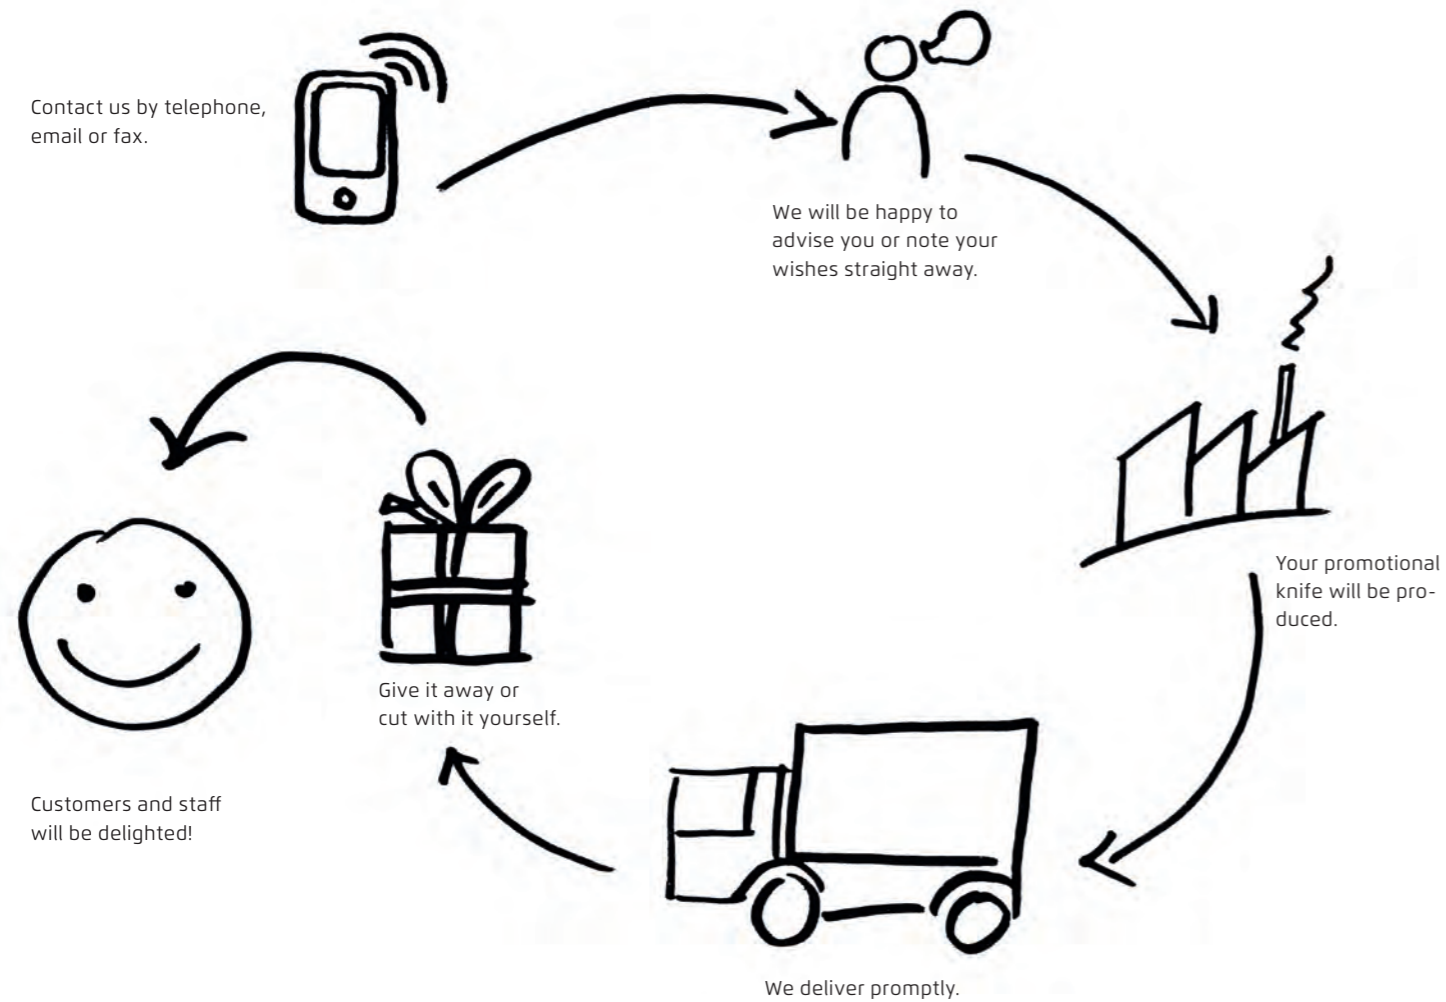 Contact us by telephone,
email or fax.
We will be happy to
advise you or note your
wishes straight away.
Your promotional
knife will be pro-
duced.
We deliver promptly.
Give it away or
cut with it yourself.
Customers and staff
will be delighted!